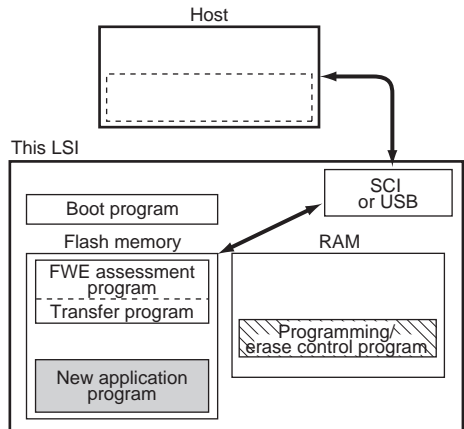 Host
This LSI
SCI
or USB
Boot program
Flash memory
RAM
FWE assessment
program
Transfer program
Programming/
erase control program
New application
program